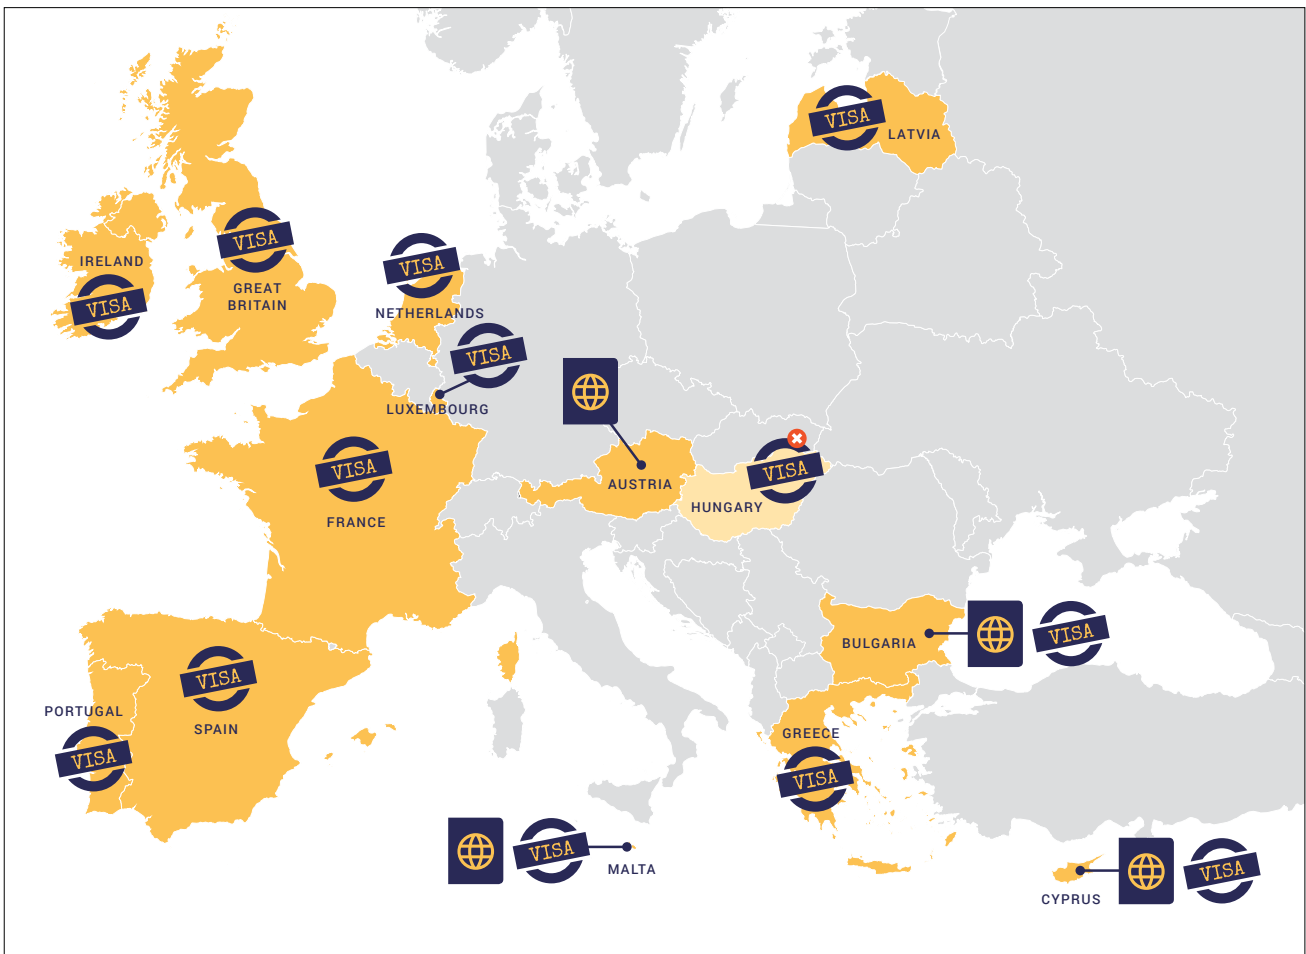 VISA
LATVIA
IRELAND
VISA
VISA
GREAT
BRITAIN
VISA
NETHERLANDS
VISA
LUXEMBOURG
VISA
FRANCE
AUSTRIA
VISA
HUNGARY
BULGARIA
VISA
VISA
SPAIN
PORTUGAL
VISA
GREECE
VISA
VISA
MALTA
CYPRUS
VISA